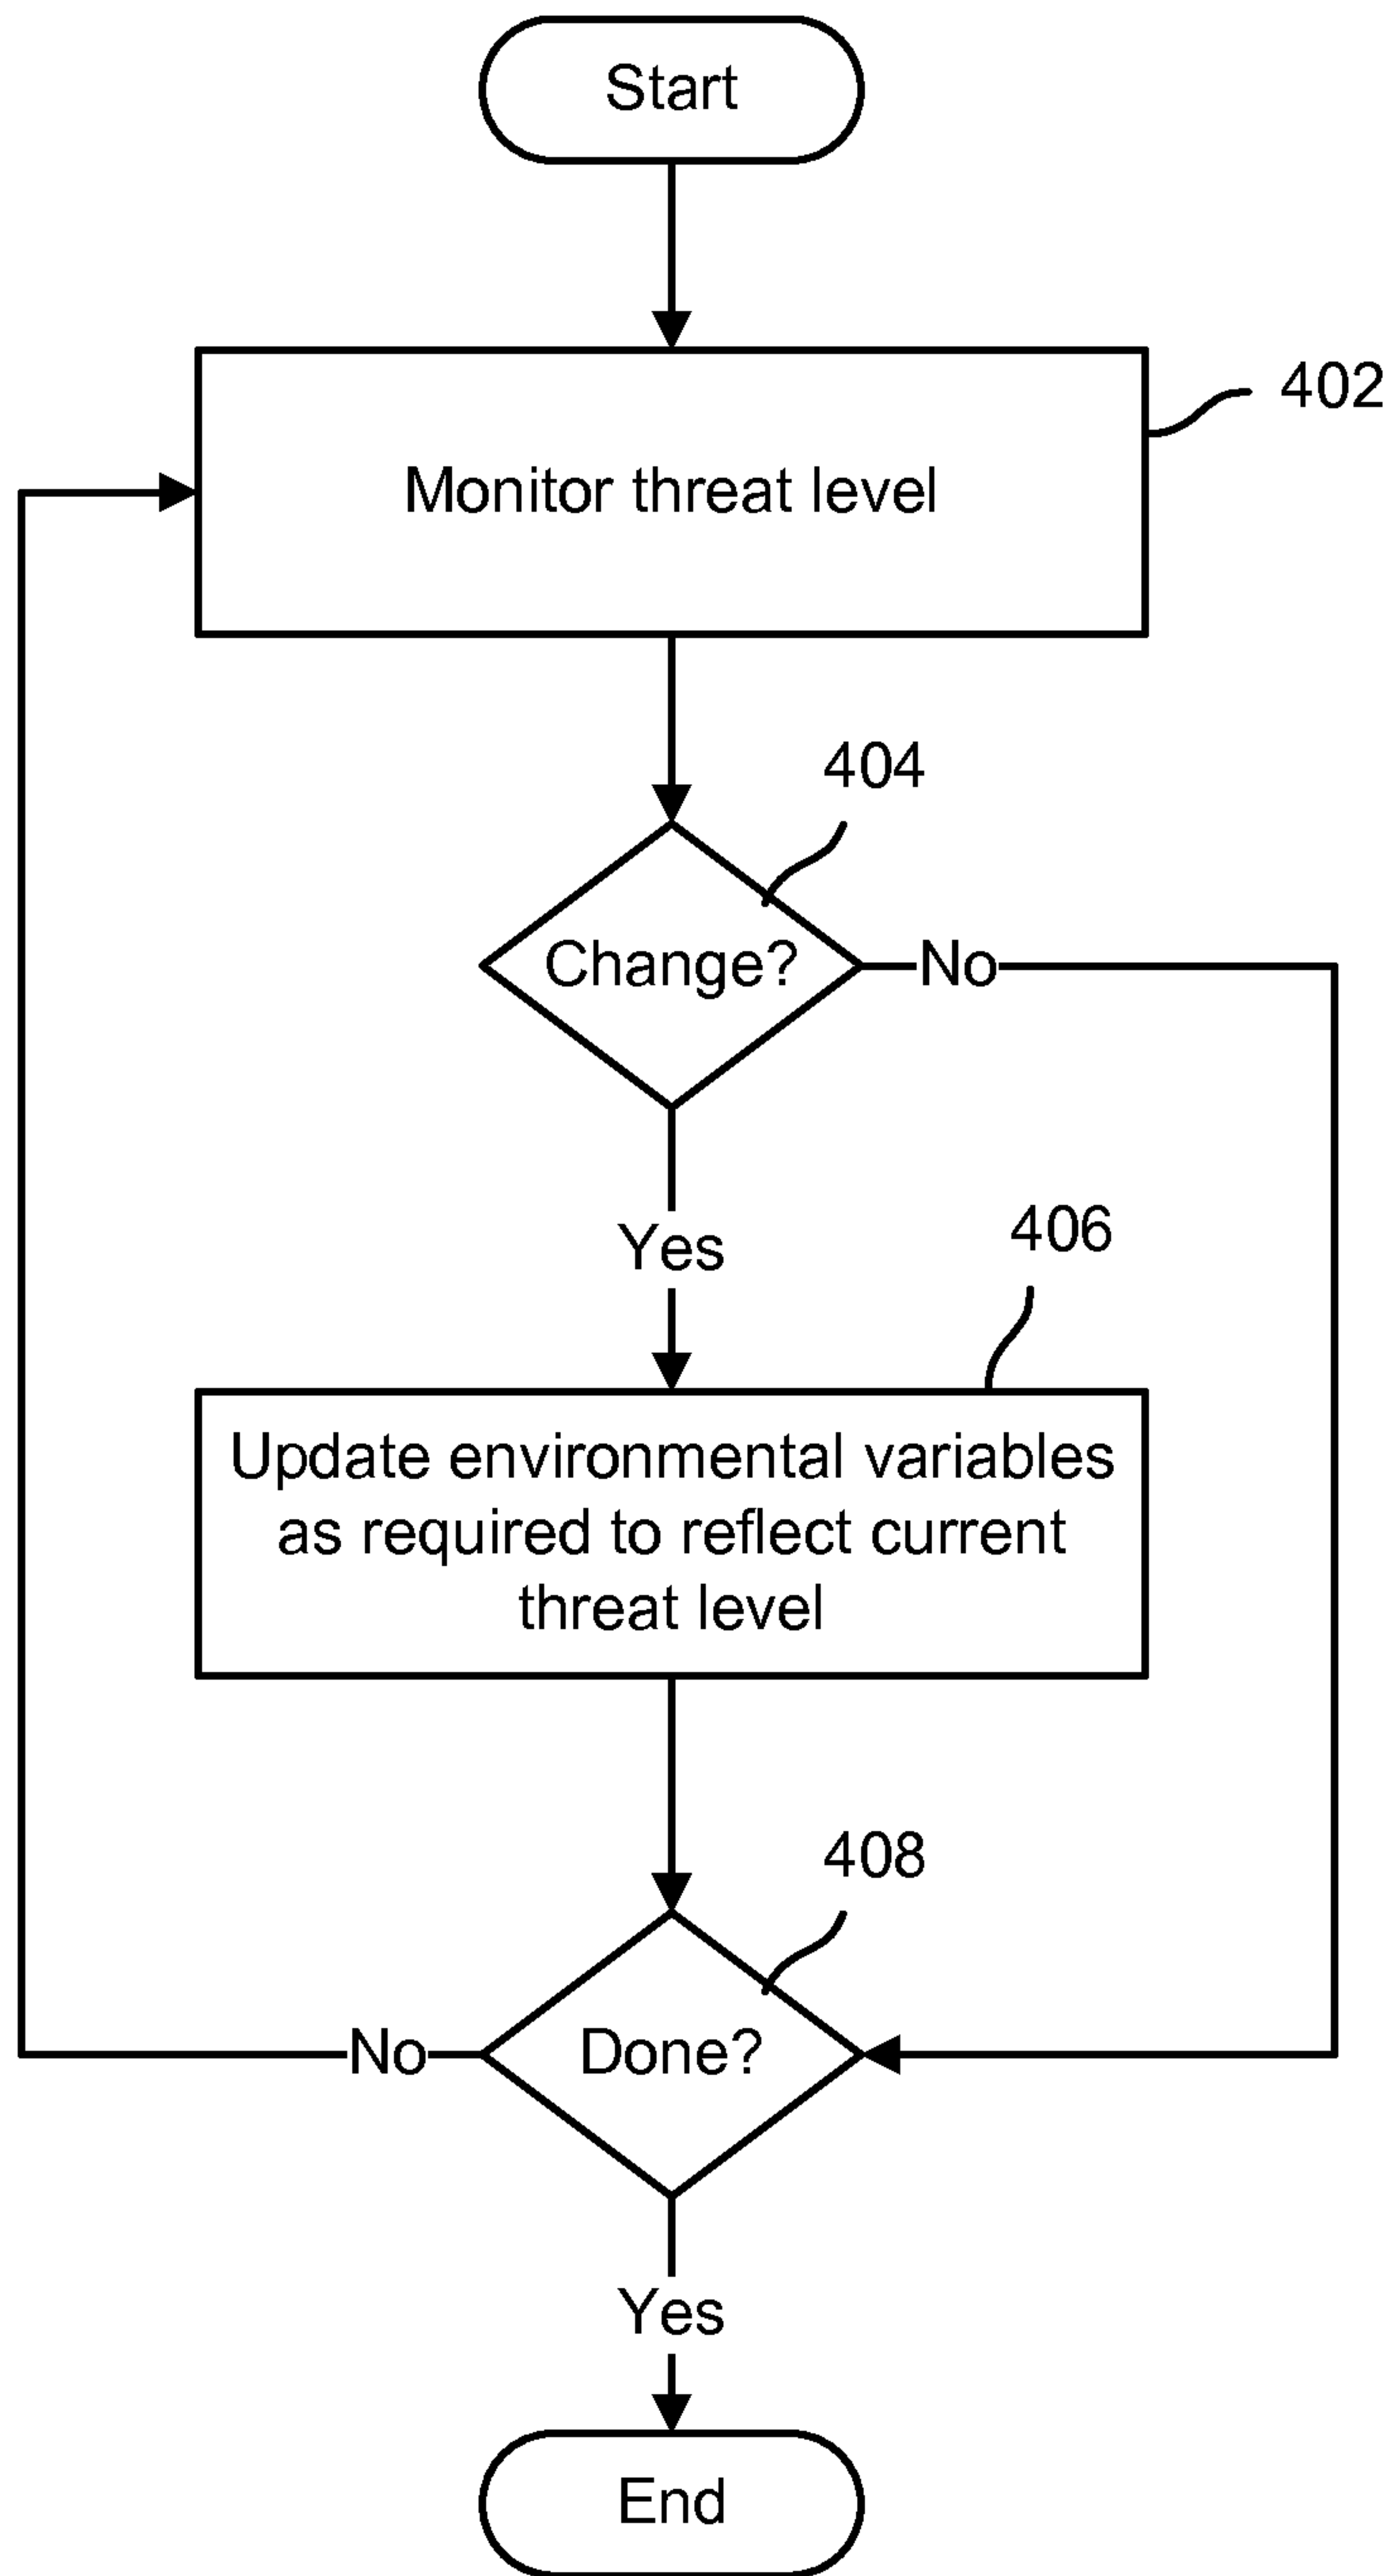 Start
402
Monitor threat level
404
Change?
No
Yes
406
Update environmental variables
as required to reflect current
threat level
408
No
Done?
Yes
End